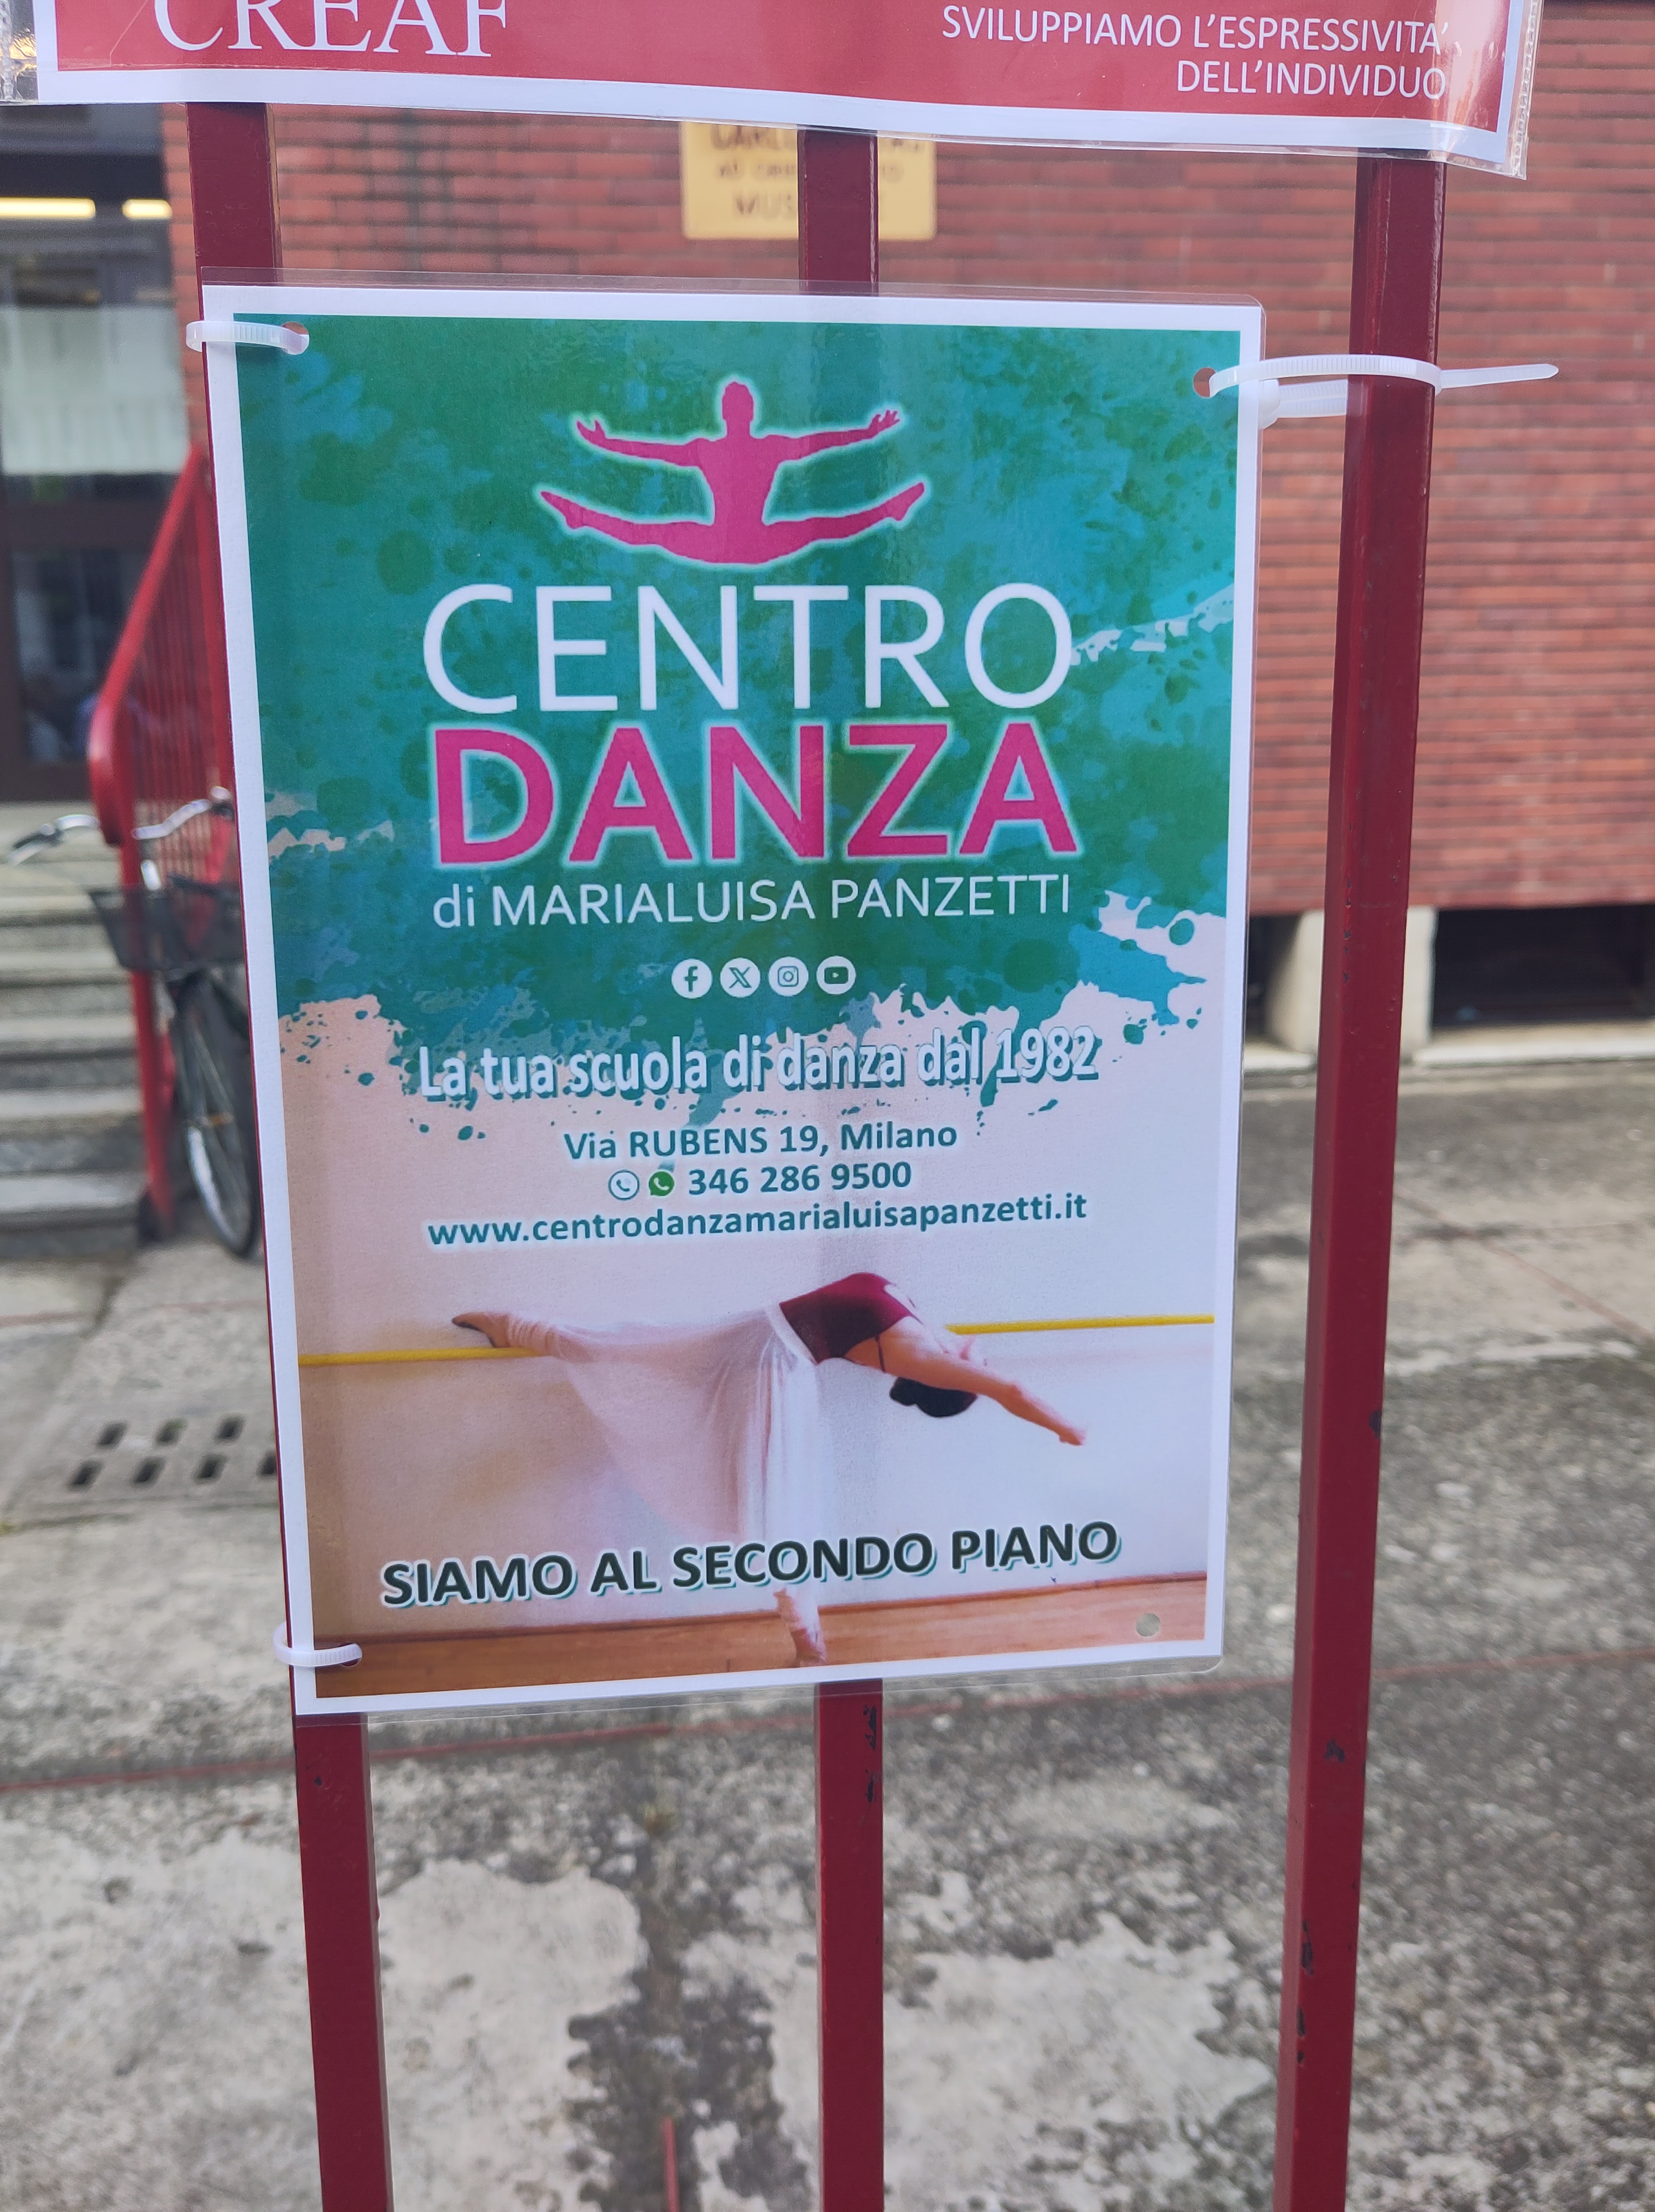 CREAF
SVILUPPIAMO L'ESPRESSIVITA'
DELL'INDIVIDUO
CENTRO
DANZA
di MARIALUISA PANZETTI
La tua scuola di danza dal 1982
Via RUBENS 19, Milano
346 286 9500
www.centrodanzamarialuisapanzetti.it
SIAMO AL SECONDO PIANO